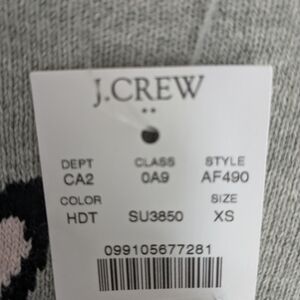 J.CREW
DEPT CLASS STYLE
CA2 0A9 AF490
COLOR SIZE
HDT SU3850 XS
099105677281